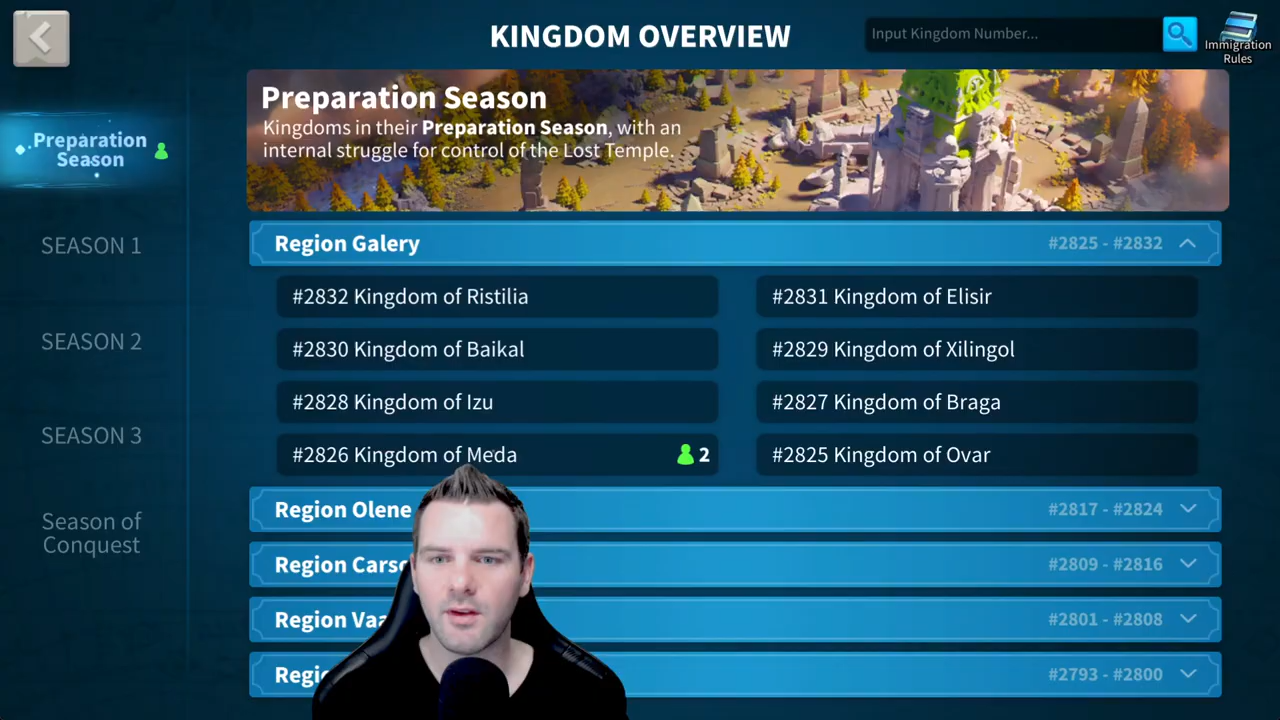 KINGDOM OVERVIEW
Input Kingdom Number...
Immigration
Rules
Preparation
Season
SEASON 1
SEASON 2
SEASON 3
Season of
Conquest
Preparation Season
Kingdoms in their Preparation Season, with an
internal struggle for control of the Lost Temple.
Region Galery #2825 - #2832
#2832 Kingdom of Ristilia
#2831 Kingdom of Elisir
#2830 Kingdom of Baikal
#2829 Kingdom of Xilingol
#2828 Kingdom of Izu
#2827 Kingdom of Braga
#2826 Kingdom of Meda 2
#2825 Kingdom of Ovar
Region Olene #2817 - #2824
Region #2809 - #2816
Region #2801 - #2808
#2793 - #2800